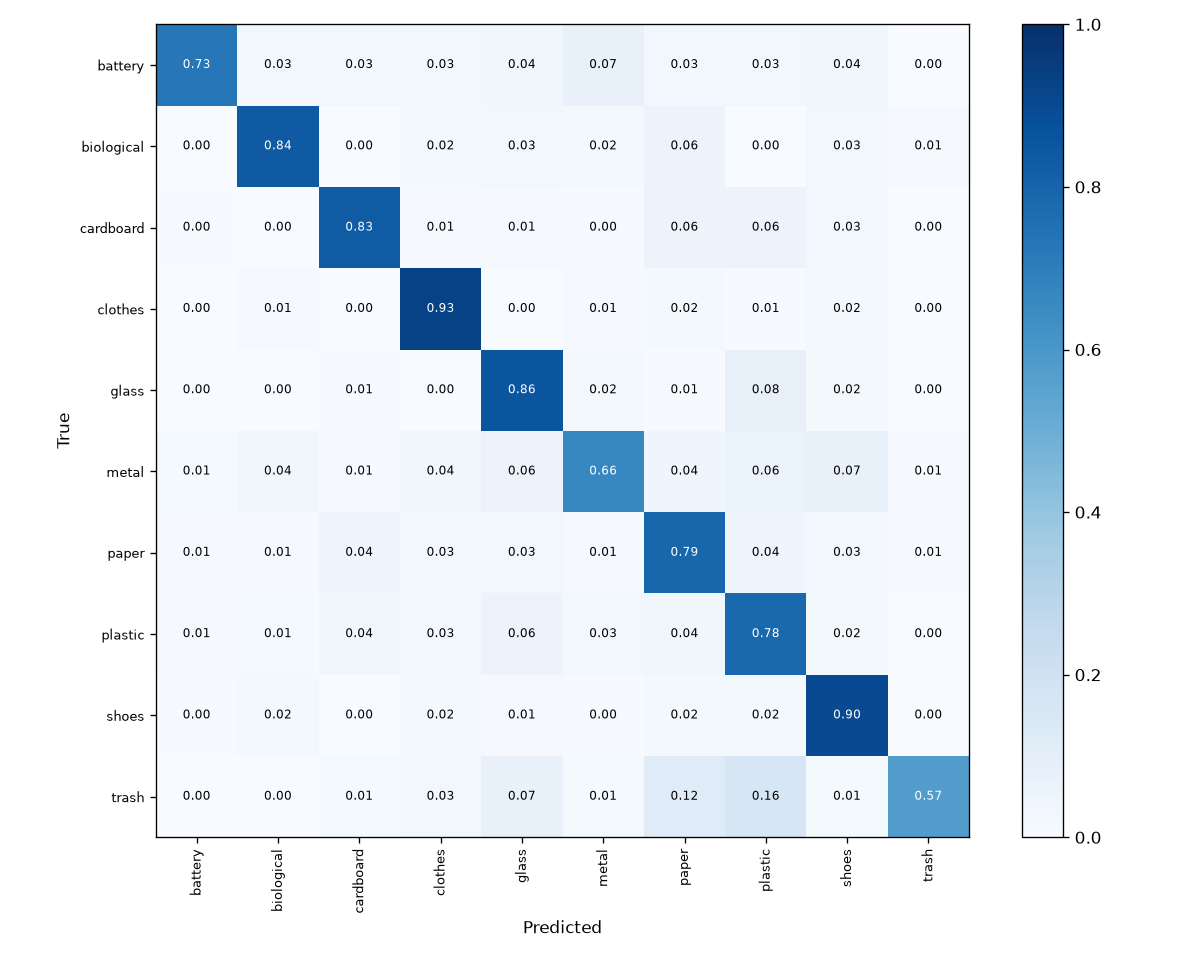 battery 0.73 0.03 0.03 0.03 0.04 0.07 0.03 0.03 0.04 0.00
biological 0.00 0.84 0.00 0.02 0.03 0.02 0.06 0.00 0.03 0.01
cardboard 0.00 0.00 0.83 0.01 0.01 0.00 0.06 0.06 0.03 0.00
clothes 0.00 0.01 0.00 0.93 0.00 0.01 0.02 0.01 0.02 0.00
glass 0.00 0.00 0.01 0.00 0.86 0.02 0.01 0.08 0.02 0.00
metal 0.01 0.04 0.01 0.04 0.06 0.66 0.04 0.06 0.07 0.01
paper 0.01 0.01 0.04 0.03 0.03 0.01 0.79 0.04 0.03 0.01
plastic 0.01 0.01 0.04 0.03 0.06 0.03 0.04 0.78 0.02 0.00
shoes 0.00 0.02 0.00 0.02 0.01 0.00 0.02 0.02 0.90 0.00
trash 0.00 0.00 0.01 0.03 0.07 0.01 0.12 0.16 0.01 0.57
battery biological cardboard clothes glass metal paper plastic shoes trash
Predicted
True
1.0
0.8
0.6
0.4
0.2
0.0